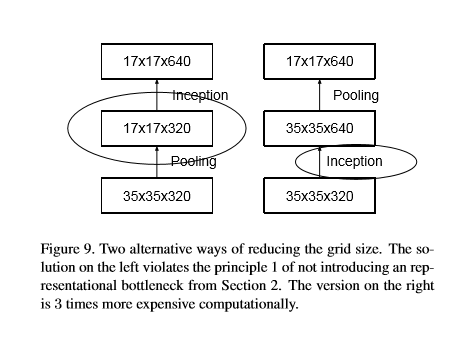 17x17x640
Inception
17x17x320
Pooling
35x35x320
17x17x640
Pooling
35x35x640
Inception
35x35x320
Figure 9. Two alternative ways of reducing the grid size. The so-
lution on the left violates the principle 1 of not introducing an rep-
resentational bottleneck from Section 2. The version on the right
is 3 times more expensive computationally.